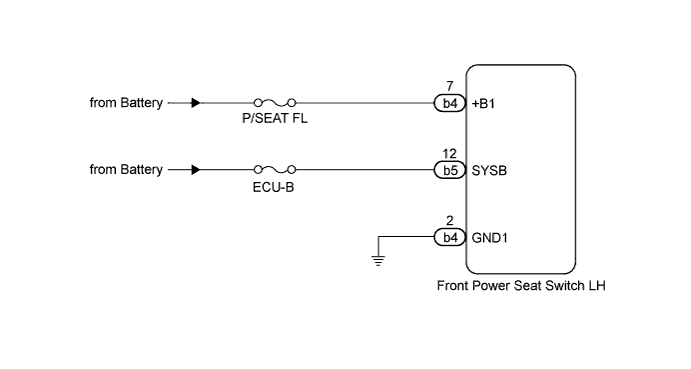 7
from Battery
b4
+B1
P/SEAT FL
12
from Battery
b5
SYSB
ECU-B
2
b4
GND1
Front Power Seat Switch LH